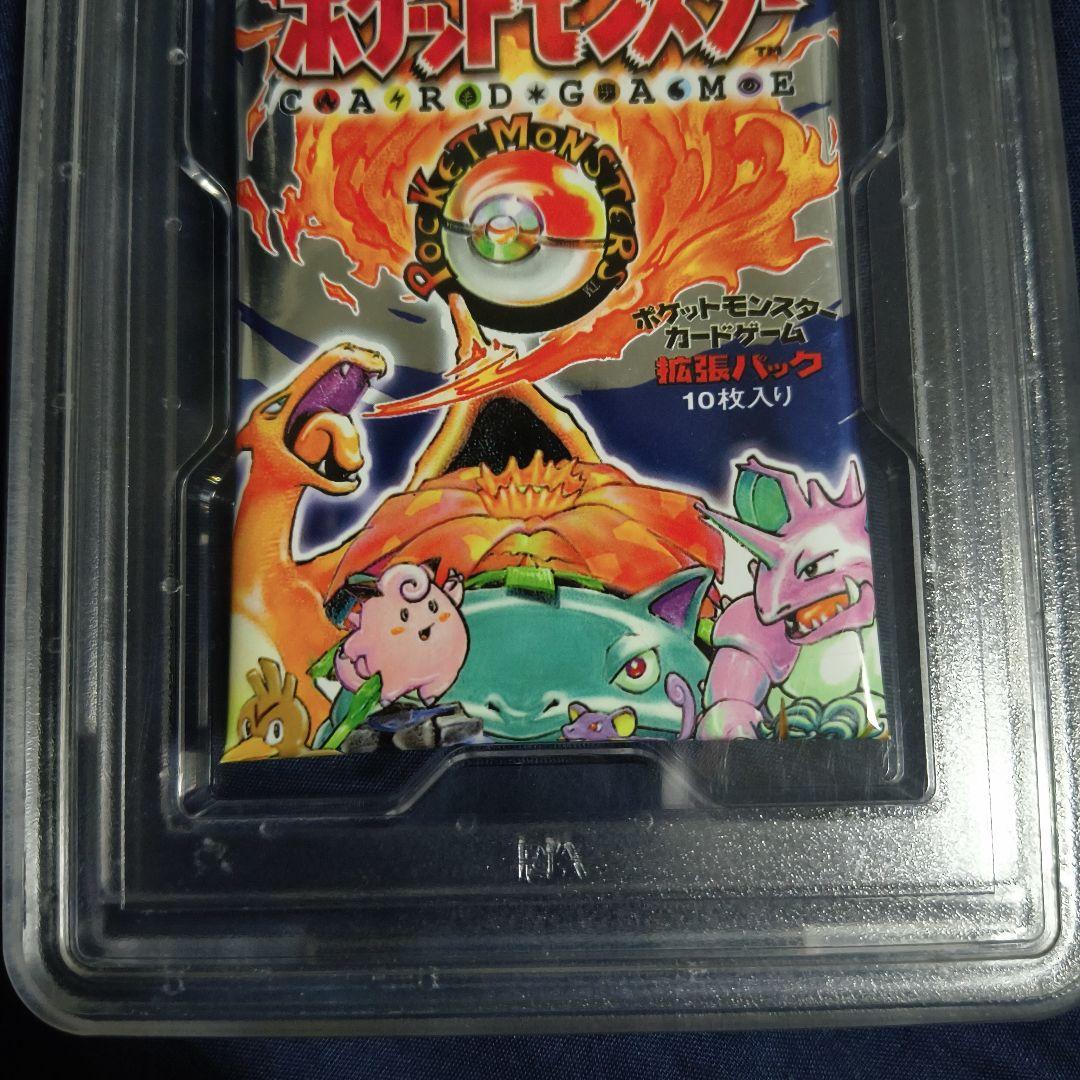 ポケットモンスター
TM
CARD GAME
POCKET MONSTERS
ポケットモンスター
カードゲーム
拡張パック
10枚入り